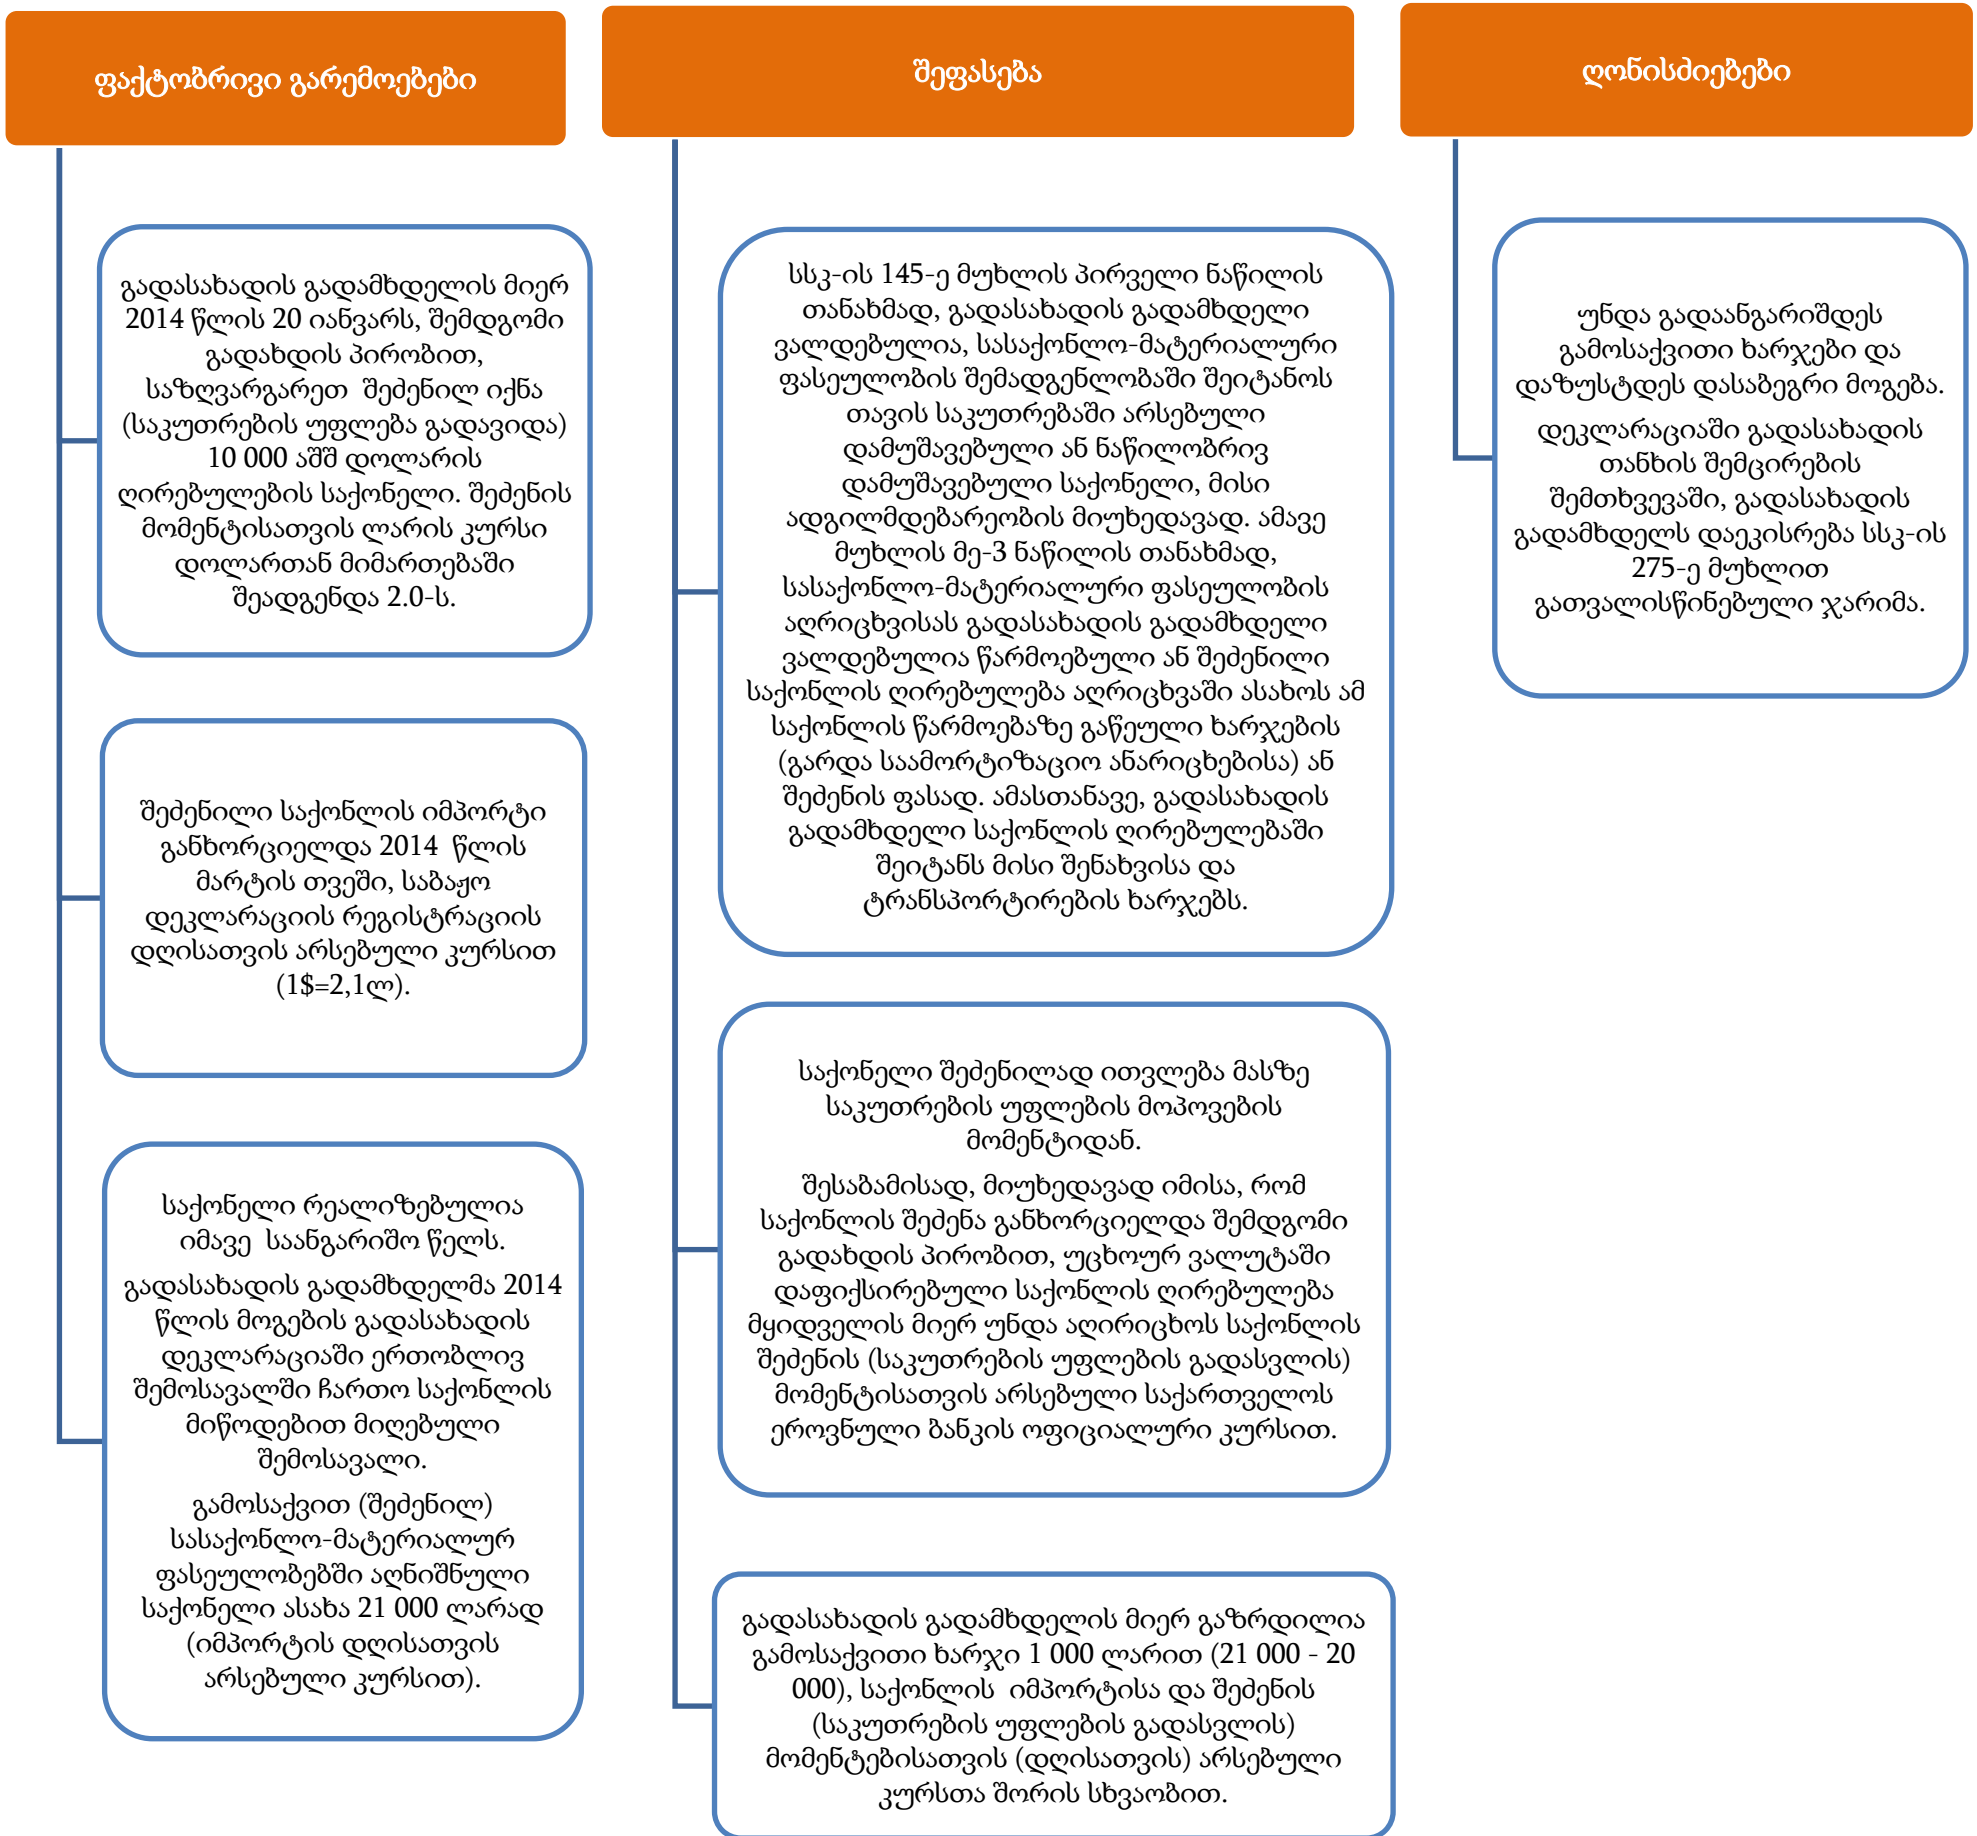 ფაქტობრივი გარემოებები
გადასახადის გადამხდელის მიერ
2014 წლის 20 იანვარს, შემდგომი
გადახდის პირობით,
საზღვარგარეთ შეძენილ იქნა
(საკუთრების უფლება გადავიდა)
10 000 აშშ დოლარის
ღირებულების საქონელი. შეძენის
მომენტისათვის ლარის კურსი
დოლართან მიმართებაში
შეადგენდა 2.0-ს.
შეძენილი საქონლის იმპორტი
განხორციელდა 2014 წლის
მარტის თვეში, საბაჟო
დეკლარაციის რეგისტრაციის
დღისათვის არსებული კურსით
(1$=2,1ლ).
საქონელი რეალიზებულია
იმავე საანგარიშო წელს.
გადასახადის გადამხდელმა 2014
წლის მოგების გადასახადის
დეკლარაციაში ერთობლივ
შემოსავალში ჩართო საქონლის
მიწოდებით მიღებული
შემოსავალი.
გამოსაქვით (შეძენილ)
სასაქონლო-მატერიალურ
ფასეულობებში აღნიშნული
საქონელი ასახა 21 000 ლარად
(იმპორტის დღისათვის
არსებული კურსით).
შეფასება
სსკ-ის 145-ე მუხლის პირველი ნაწილის
თანახმად, გადასახადის გადამხდელი
ვალდებულია, სასაქონლო-მატერიალური
ფასეულობის შემადგენლობაში შეიტანოს
თავის საკუთრებაში არსებული
დამუშავებული ან ნაწილობრივ
დამუშავებული საქონელი, მისი
ადგილმდებარეობის მიუხედავად. ამავე
მუხლის მე-3 ნაწილის თანახმად,
სასაქონლო-მატერიალური ფასეულობის
აღრიცხვისას გადასახადის გადამხდელი
ვალდებულია წარმოებული ან შეძენილი
საქონლის ღირებულება აღრიცხვაში ასახოს ამ
საქონლის წარმოებაზე გაწეული ხარჯების
(გარდა საამორტიზაციო ანარიცხებისა) ან
შეძენის ფასად. ამასთანავე, გადასახადის
გადამხდელი საქონლის ღირებულებაში
შეიტანს მისი შენახვისა და
ტრანსპორტირების ხარჯებს.
საქონელი შეძენილად ითვლება მასზე
საკუთრების უფლების მოპოვების
მომენტიდან.
შესაბამისად, მიუხედავად იმისა, რომ
საქონლის შეძენა განხორციელდა შემდგომი
გადახდის პირობით, უცხოურ ვალუტაში
დაფიქსირებული საქონლის ღირებულება
მყიდველის მიერ უნდა აღირიცხოს საქონლის
შეძენის (საკუთრების უფლების გადასვლის)
მომენტისათვის არსებული საქართველოს
ეროვნული ბანკის ოფიციალური კურსით.
გადასახადის გადამხდელის მიერ გაზრდილია
გამოსაქვითი ხარჯი 1 000 ლარით (21 000 - 20
000), საქონლის იმპორტისა და შეძენის
(საკუთრების უფლების გადასვლის)
მომენტებისათვის (დღისათვის) არსებული
კურსთა შორის სხვაობით.
ღონისძიებები
უნდა გადაანგარიშდეს
გამოსაქვითი ხარჯები და
დაზუსტდეს დასაბეგრი მოგება.
დეკლარაციაში გადასახადის
თანხის შემცირების
შემთხვევაში, გადასახადის
გადამხდელს დაეკისრება სსკ-ის
275-ე მუხლით
გათვალისწინებული ჯარიმა.